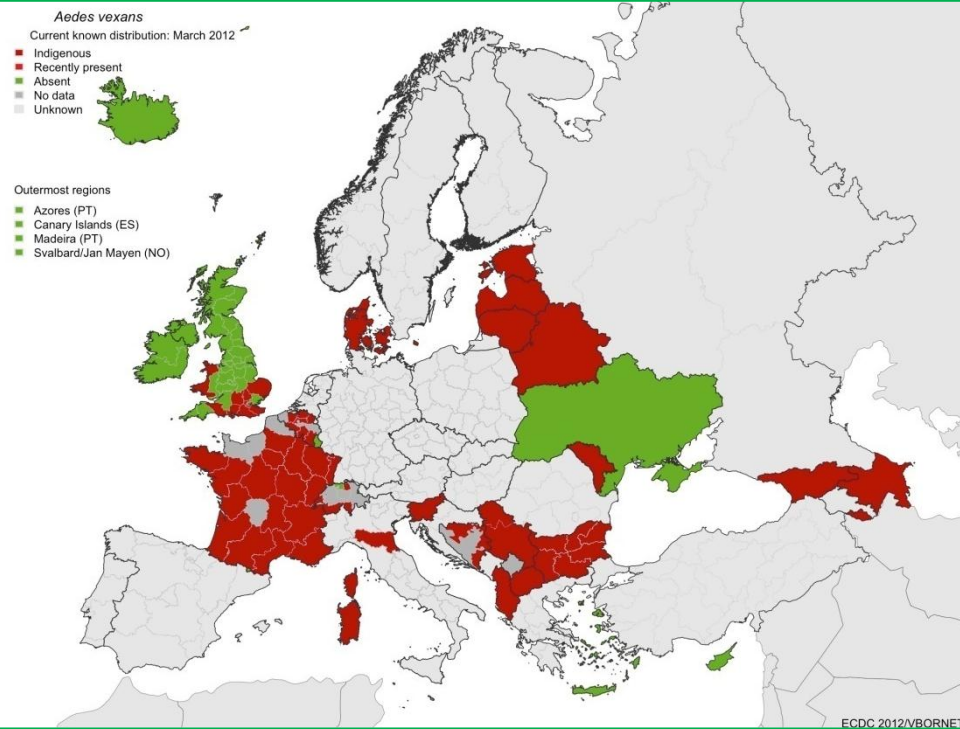 Aedes vexans
Current known distribution: March 2012
Indigenous
Recently present
Absent
No data
Unknown
Outermost regions
Azores (PT)
Canary Islands (ES)
Madeira (PT)
Svalbard/Jan Mayen (NO)
ECDC 2012/VBORNET